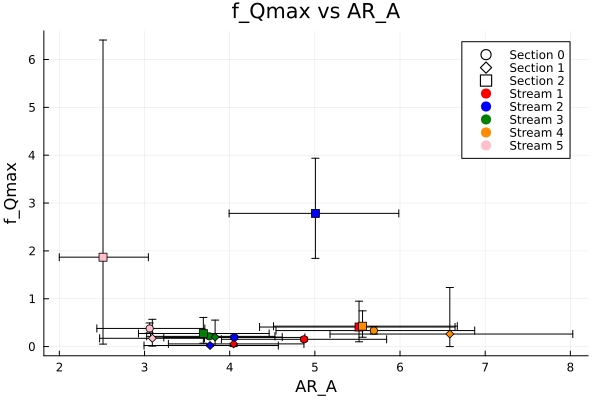 f_Qmax vs AR_A
Section 0
Section 1
Section 2
Stream 1
Stream 2
Stream 3
Stream 4
Stream 5
f_Qmax
6
5
4
3
2
1
0
2 3 4 5 6 7 8
AR_A